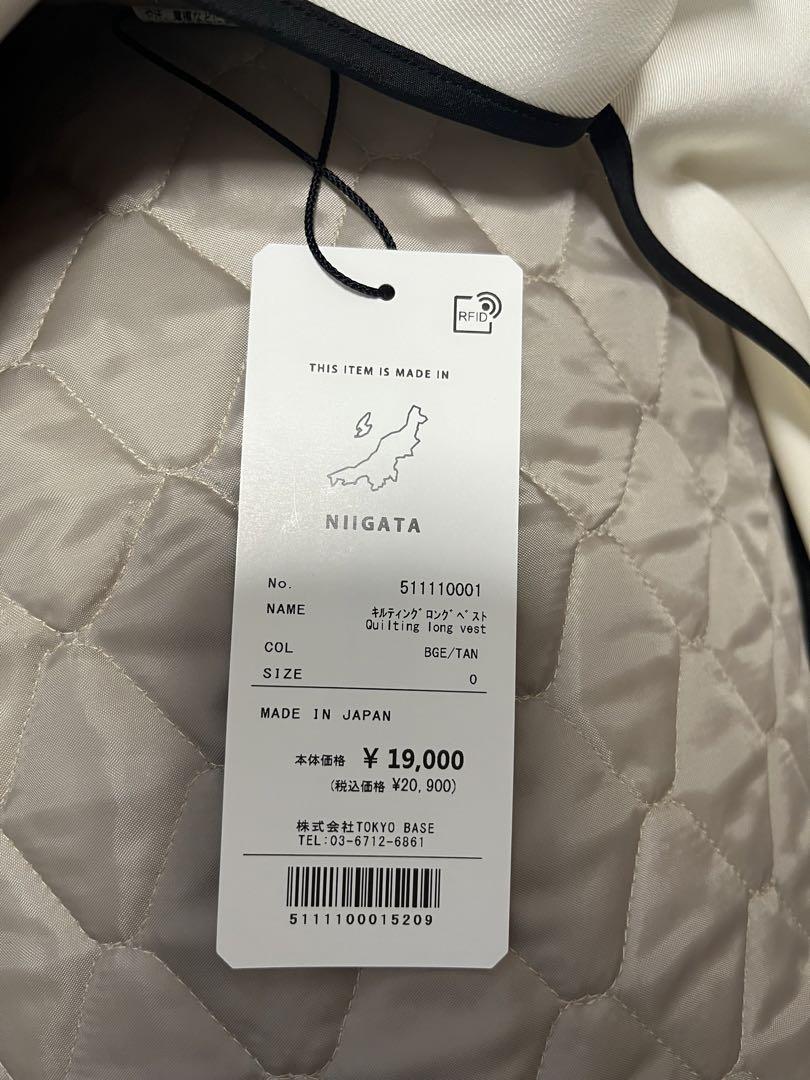 RFID
THIS ITEM IS MADE IN
NIIGATA
No. 511110001
NAME ｷﾙﾃｨﾝｸﾞ ﾛﾝｸﾞ ﾍﾞｽﾄ
Quilting long vest
COL BGE/TAN
SIZE 0
MADE IN JAPAN
本体価格 ¥ 19,000
(税込価格 ¥20,900)
株式会社TOKYO BASE
TEL:03-6712-6861
5111100015209